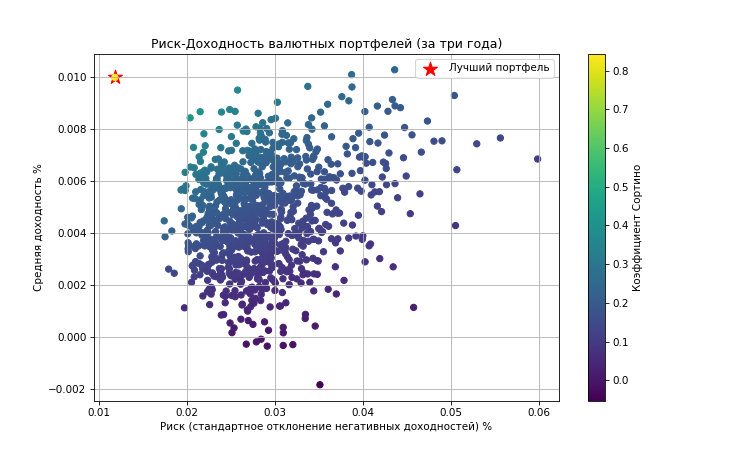 Риск-Доходность валютных портфелей (за три года)
Лучший портфель
Средняя доходность %
0.010
0.008
0.006
0.004
0.002
0.000
−0.002
0.01 0.02 0.03 0.04 0.05 0.06
Риск (стандартное отклонение негативных доходностей) %
0.8
0.7
0.6
0.5
0.4
0.3
0.2
0.1
0.0
Коэффициент Сортино